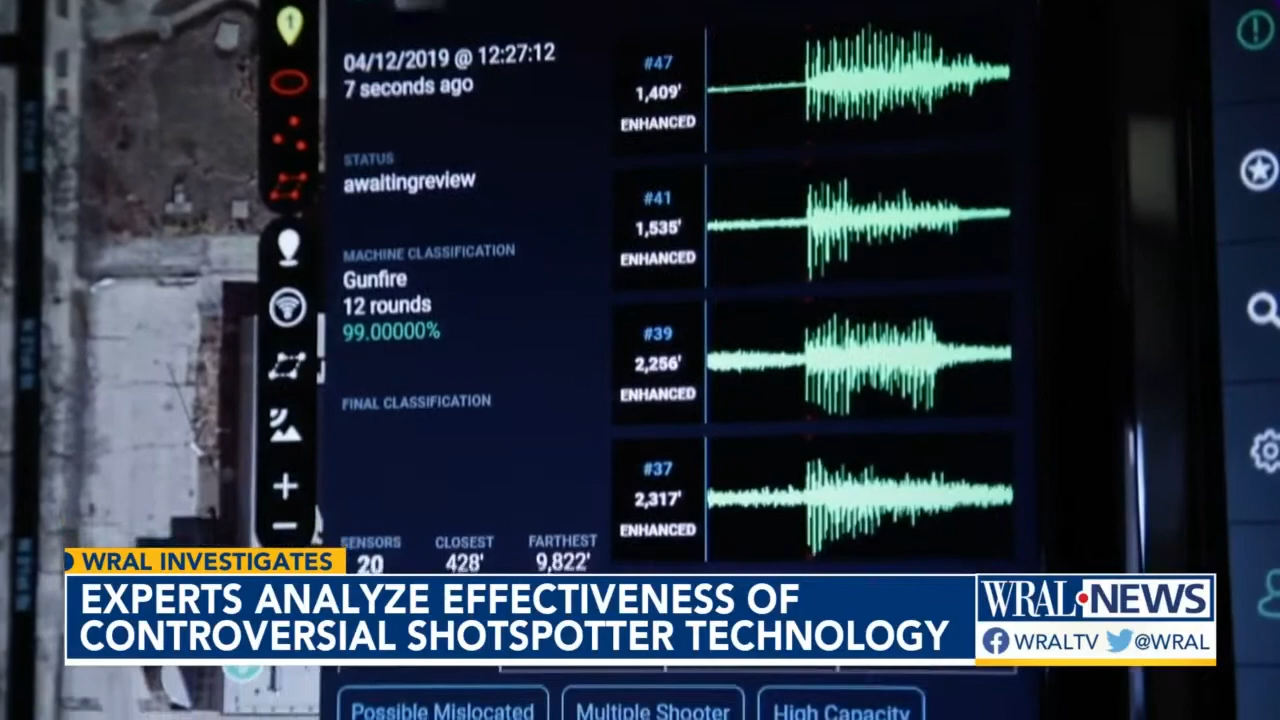 1
04/12/2019 @ 12:27:12
7 seconds ago
STATUS
awaitingreview
MACHINE CLASSIFICATION
Gunfire
12 rounds
99.00000%
FINAL CLASSIFICATION
SENSORS CLOSEST FARTHEST
20 428' 9,822'
#47
1,409'
ENHANCED
#41
1,535'
ENHANCED
#39
2,256'
ENHANCED
#37
2,317'
ENHANCED
WRAL INVESTIGATES
EXPERTS ANALYZE EFFECTIVENESS OF
CONTROVERSIAL SHOTSPOTTER TECHNOLOGY
WRAL•NEWS
WRALTV @WRAL
Possible Mislocated Multiple Shooter High Capacity